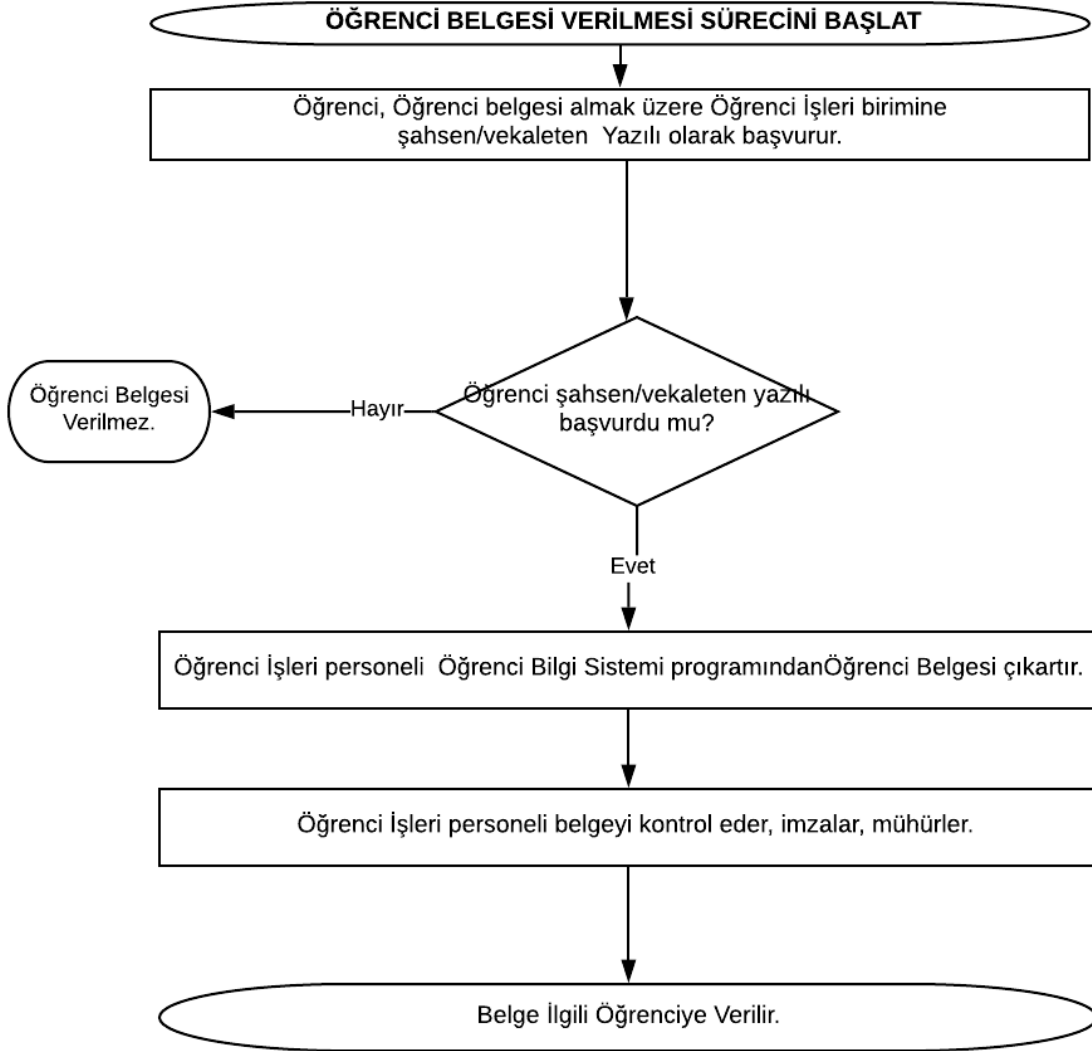 ÖĞRENCİ BELGESİ VERİLMESİ SÜRECİNİ BAŞLAT
Öğrenci, Öğrenci belgesi almak üzere Öğrenci İşleri birimine
şahsen/vekaleten  Yazılı olarak başvurur.
Öğrenci şahsen/vekaleten yazılı
başvurdu mu?
Hayır
Öğrenci Belgesi
Verilmez.
Evet
Öğrenci İşleri personeli  Öğrenci Bilgi Sistemi programındanÖğrenci Belgesi çıkartır.
Öğrenci İşleri personeli belgeyi kontrol eder, imzalar, mühürler.
Belge İlgili Öğrenciye Verilir.